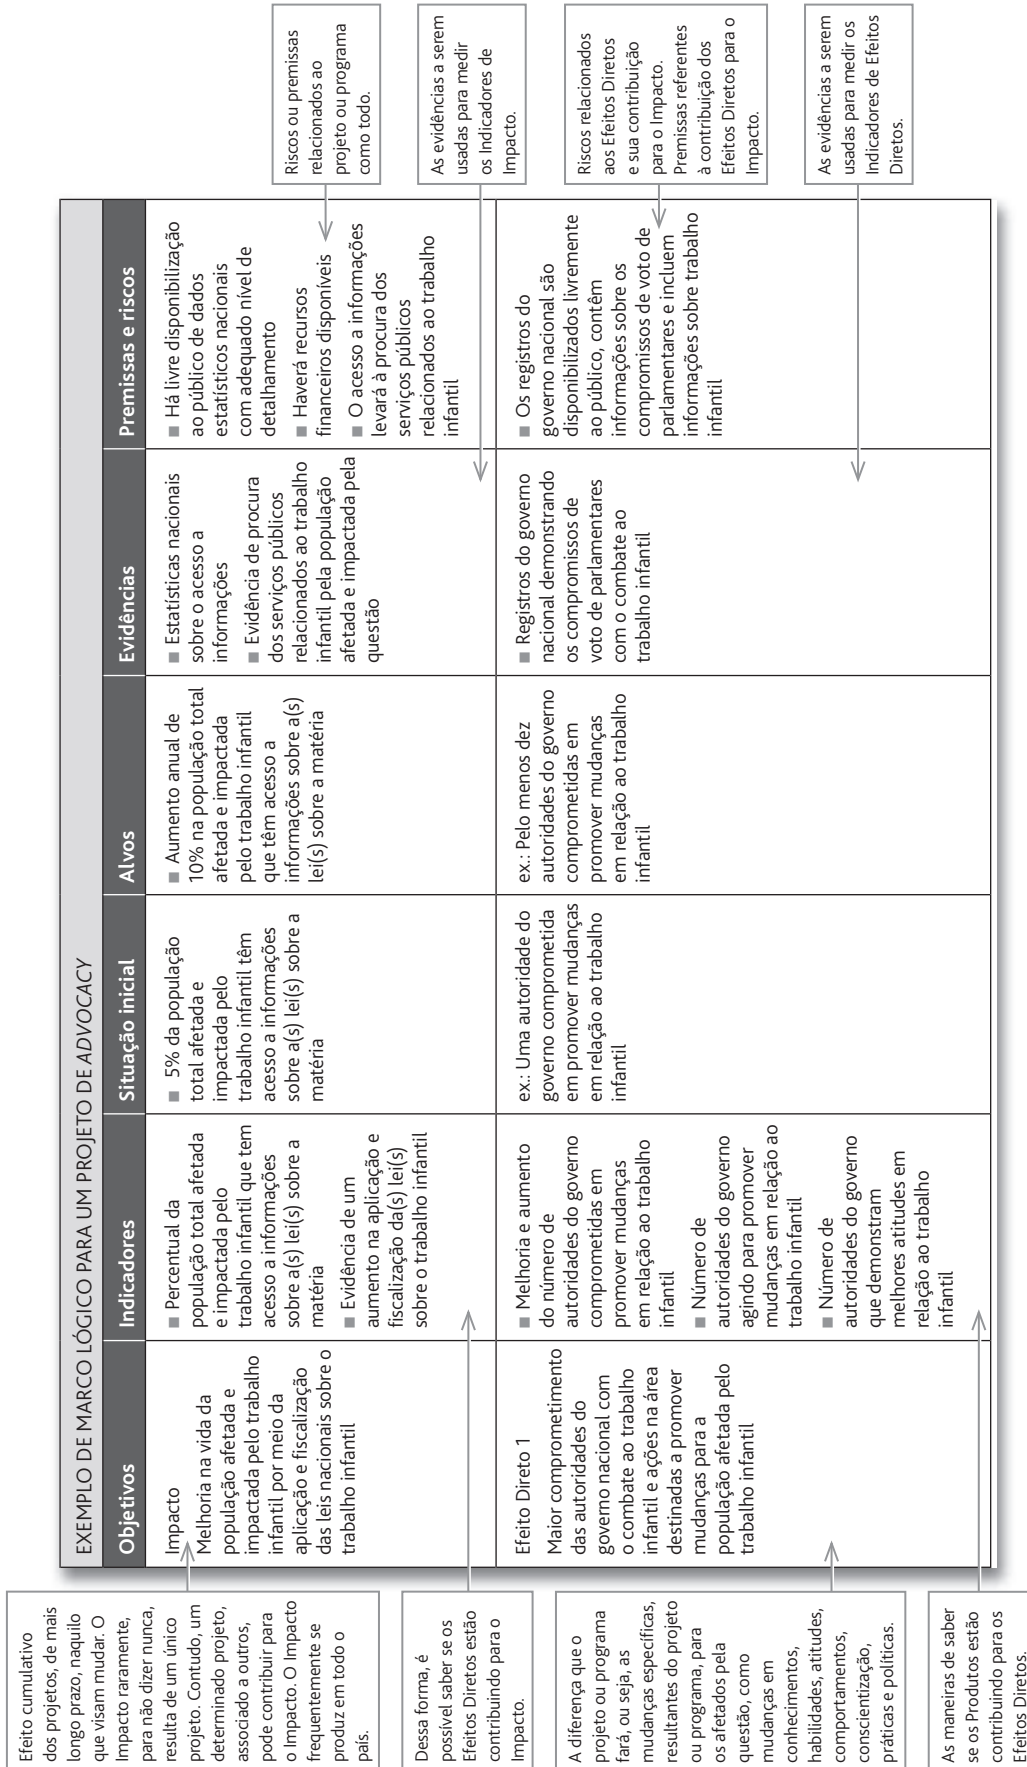 Efeito cumulativo
dos projetos, de mais
longo prazo, naquilo
que visam mudar. O
Impacto raramente,
para não dizer nunca,
resulta de um único
projeto. Contudo, um
determinado projeto,
associado a outros,
pode contribuir para
o Impacto. O Impacto
frequentemente se
produz em todo o
país.
Dessa forma, é
possível saber se os
Efeitos Diretos estão
contribuindo para o
Impacto.
A diferença que o
projeto ou programa
fará, ou seja, as
mudanças específicas,
resultantes do projeto
ou programa, para
os afetados pela
questão, como
mudanças em
conhecimentos,
habilidades, atitudes,
comportamentos,
conscientização,
práticas e políticas.
As maneiras de saber
se os Produtos estão
contribuindo para os
Efeitos Diretos.
EXEMPLO DE MARCO LÓGICO PARA UM PROJETO DE ADVOCACY
Objetivos
Indicadores
Situação inicial
Alvos
Evidências
Premissas e riscos
Impacto
Melhoria na vida da
população afetada e
impactada pelo trabalho
infantil por meio da
aplicação e fiscalização
das leis nacionais sobre o
trabalho infantil
■ Percentual da
população total afetada
e impactada pelo
trabalho infantil que tem
acesso a informações
sobre a(s) lei(s) sobre a
matéria
■ Evidência de um
aumento na aplicação e
fiscalização da(s) lei(s)
sobre o trabalho infantil
■ 5% da população
total afetada e
impactada pelo
trabalho infantil têm
acesso a informações
sobre a(s) lei(s) sobre a
matéria
■ Aumento anual de
10% na população total
afetada e impactada
pelo trabalho infantil
que têm acesso a
informações sobre a(s)
lei(s) sobre a matéria
■ Estatísticas nacionais
sobre o acesso a
informações
■ Evidência de procura
dos serviços públicos
relacionados ao trabalho
infantil pela população
afetada e impactada pela
questão
■ Há livre disponibilização
ao público de dados
estatísticos nacionais
com adequado nível de
detalhamento
■ Haverá recursos
financeiros disponíveis
■ O acesso a informações
levará à procura dos
serviços públicos
relacionados ao trabalho
infantil
Efeito Direto 1
Maior comprometimento
das autoridades do
governo nacional com
o combate ao trabalho
infantil e ações na área
destinadas a promover
mudanças para a
população afetada pelo
trabalho infantil
■ Melhoria e aumento
do número de
autoridades do governo
comprometidas em
promover mudanças
em relação ao trabalho
infantil
■ Número de
autoridades do governo
agindo para promover
mudanças em relação ao
trabalho infantil
■ Número de
autoridades do governo
que demonstram
melhores atitudes em
relação ao trabalho
infantil
ex.: Uma autoridade do
governo comprometida
em promover mudanças
em relação ao trabalho
infantil
ex.: Pelo menos dez
autoridades do governo
comprometidas em
promover mudanças
em relação ao trabalho
infantil
■ Registros do governo
nacional demonstrando
os compromissos de
voto de parlamentares
com o combate ao
trabalho infantil
■ Os registros do
governo nacional são
disponibilizados livremente
ao público, contêm
informações sobre os
compromissos de voto de
parlamentares e incluem
informações sobre trabalho
infantil
Riscos ou premissas
relacionados ao
projeto ou programa
como todo.
As evidências a serem
usadas para medir
os Indicadores de
Impacto.
Riscos relacionados
aos Efeitos Diretos
e sua contribuição
para o Impacto.
Premissas referentes
à contribuição dos
Efeitos Diretos para o
Impacto.
As evidências a serem
usadas para medir os
Indicadores de Efeitos
Diretos.